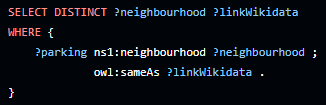 SELECT DISTINCT ?neighbourhood ?linkWikidata
WHERE {
    ?parking ns1:neighbourhood ?neighbourhood ;
             owl:sameAs ?linkWikidata .
}